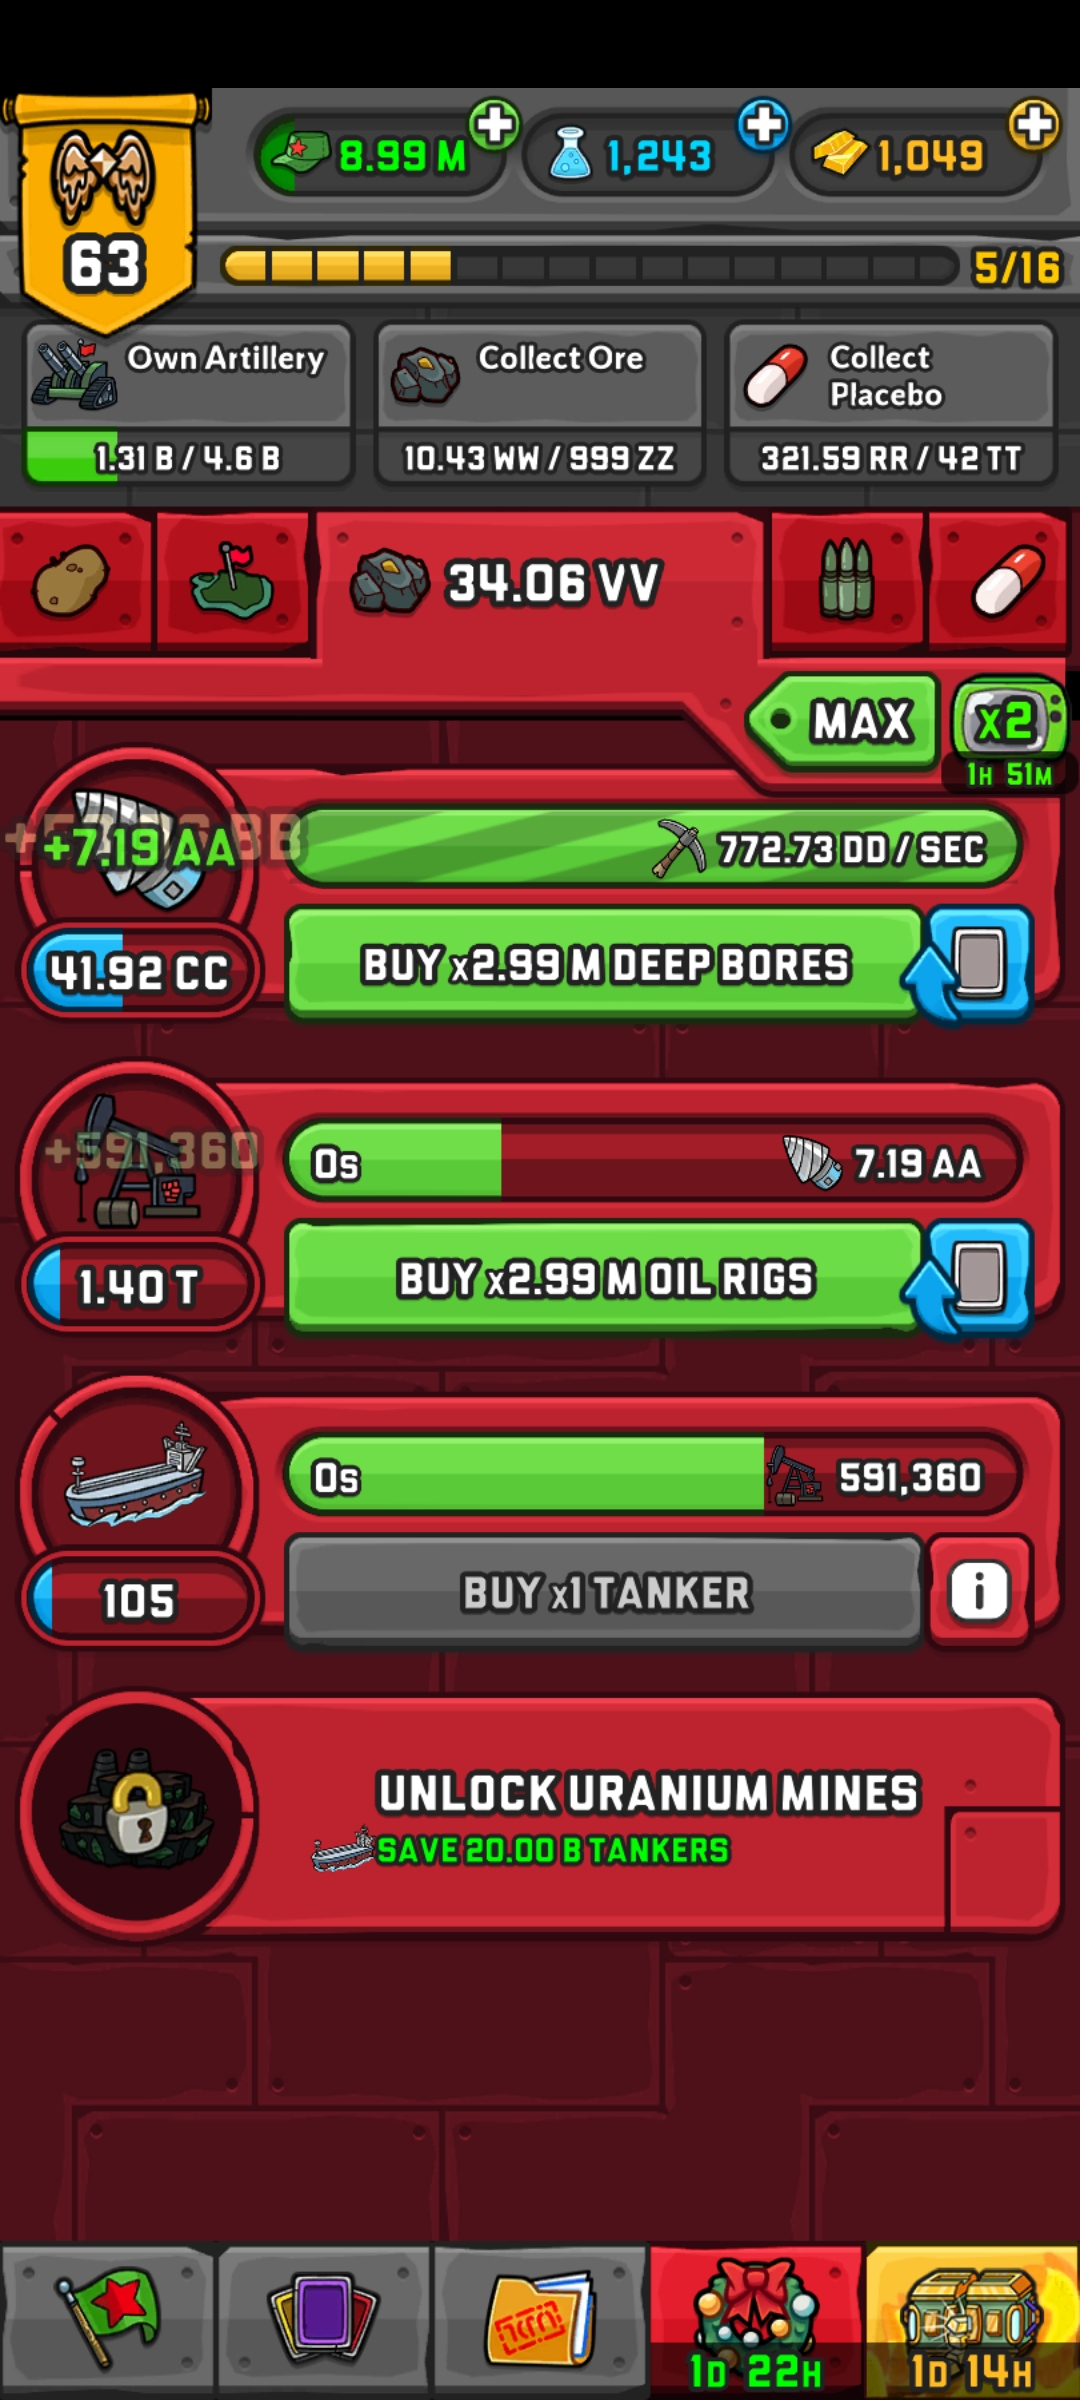 8.99 M
1,243
1,049
63
5/16
Own Artillery
1.31 B / 4.6 B
Collect Ore
10.43 WW / 999 ZZ
Collect
Placebo
321.59 RR / 42 TT
34.06 VV
MAX
x2
1H 51M
+7.19 AA
772.73 DD / SEC
41.92 CC
BUY x2.99 M DEEP BORES
+591,360
0s
7.19 AA
1.40 T
BUY x2.99 M OIL RIGS
0s
591,360
105
BUY x1 TANKER
i
UNLOCK URANIUM MINES
SAVE 20.00 B TANKERS
1D 22H
1D 14H